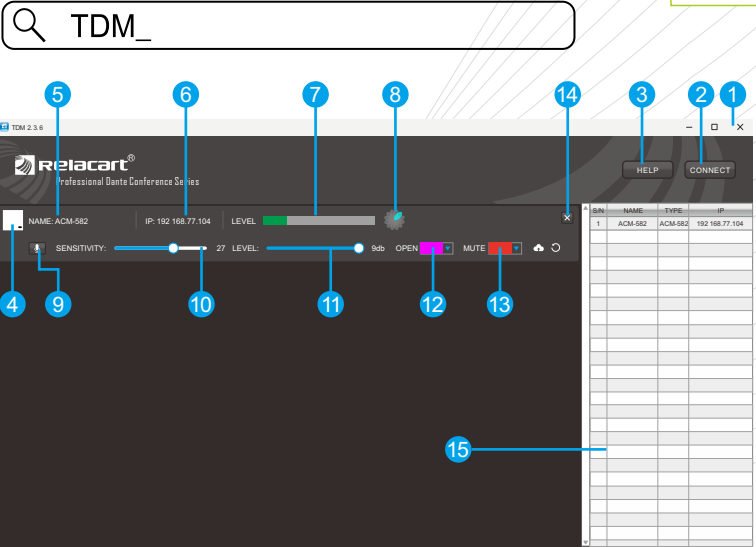 TDM_
5 6 7 8 14 3 2 1
TDM 2.3.6
Relacart®
Professional Dante Conference Series
HELP CONNECT
NAME: ACM-582 IP: 192 168.77.104 LEVEL
SENSITIVITY: 27 LEVEL: 9db OPEN MUTE
4 9 10 11 12 13
S/N NAME TYPE IP
1 ACM-582 ACM-582 192 168.77.104
15